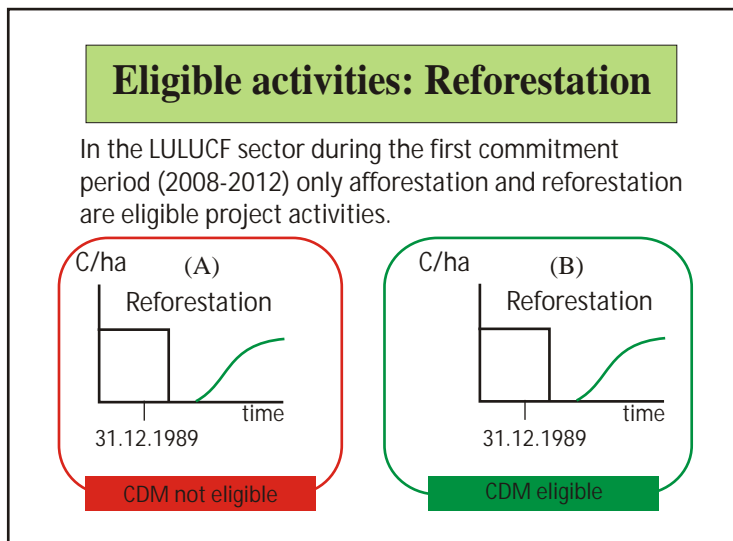 Eligible activities: Reforestation
In the LULUCF sector during the first commitment
period (2008-2012) only afforestation and reforestation
are eligible project activities.
C/ha (A)
Reforestation
time
31.12.1989
CDM not eligible
C/ha (B)
Reforestation
time
31.12.1989
CDM eligible